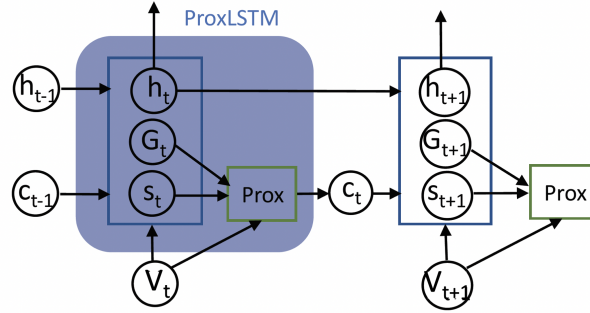 ProxLSTM
h_{t-1} h_t h_{t+1}
G_t G_{t+1}
c_{t-1} s_t Prox c_t s_{t+1} Prox
V_t V_{t+1}